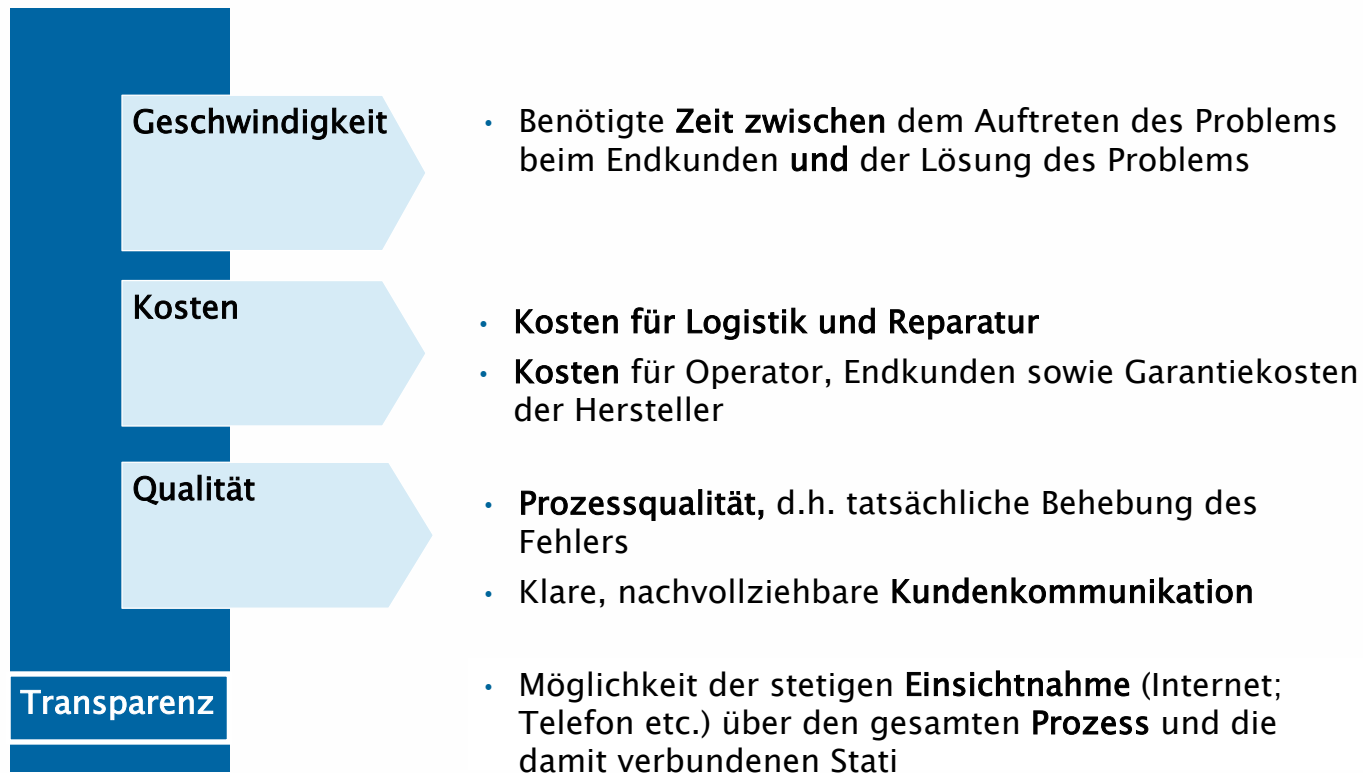 Geschwindigkeit
• Benötigte Zeit zwischen dem Auftreten des Problems
beim Endkunden und der Lösung des Problems
Kosten
• Kosten für Logistik und Reparatur
• Kosten für Operator, Endkunden sowie Garantiekosten
der Hersteller
Qualität
• Prozessqualität, d.h. tatsächliche Behebung des
Fehlers
• Klare, nachvollziehbare Kundenkommunikation
Transparenz
• Möglichkeit der stetigen Einsichtnahme (Internet;
Telefon etc.) über den gesamten Prozess und die
damit verbundenen Stati